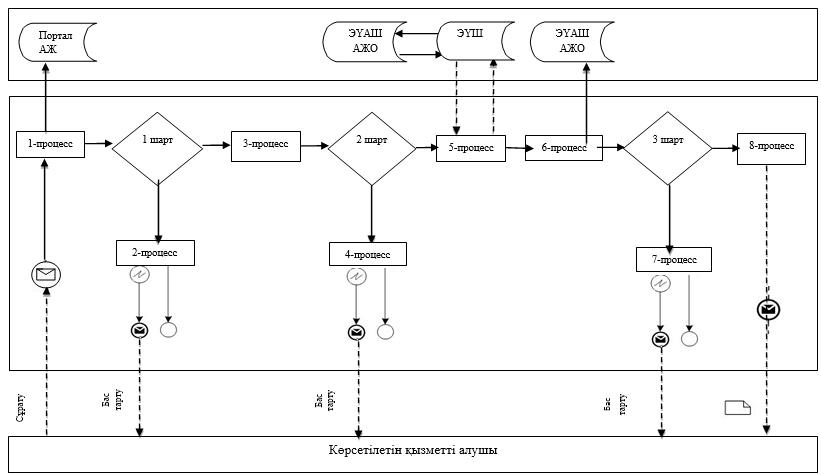 Портал
АЖ
ЭҮАШ
АЖО
ЭҮШ
ЭҮАШ
АЖО
1-процесс
1 шарт
3-процесс
2 шарт
5-процесс
6-процесс
3 шарт
8-процесс
2-процесс
4-процесс
7-процесс
Сұрату
Бас
тарту
Бас
тарту
Бас
тарту
Көрсетілетін қызметті алушы